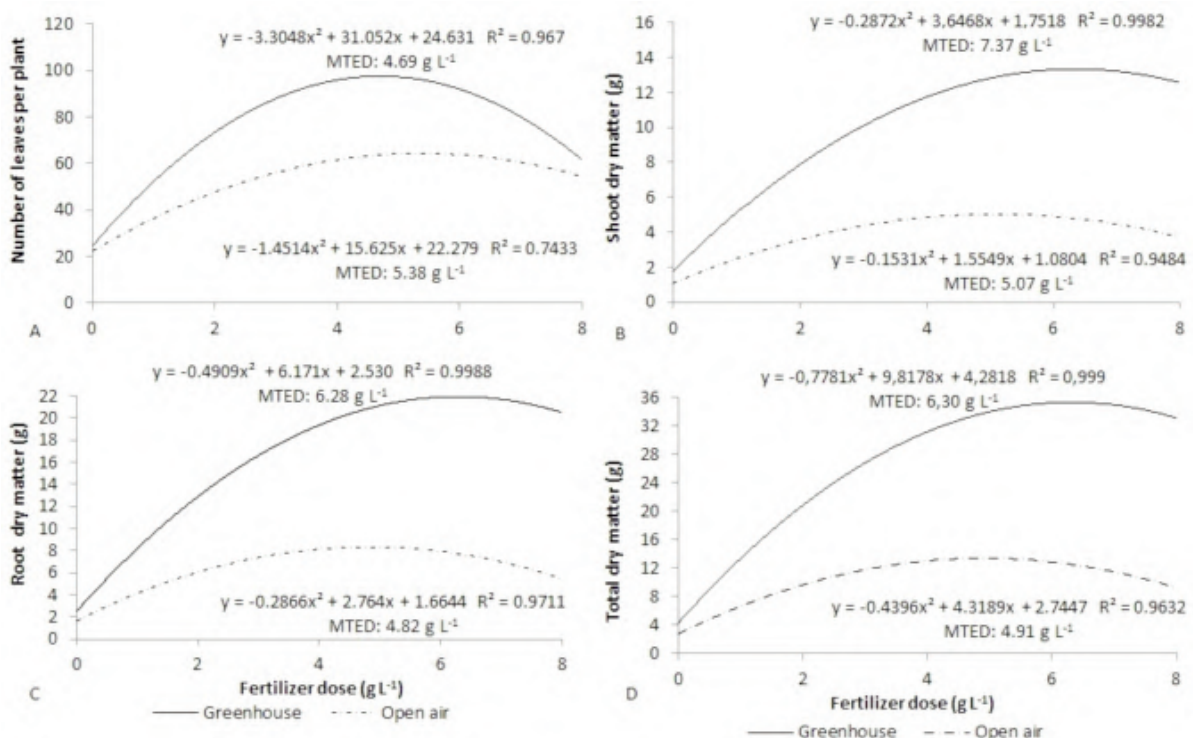 y = -3.3048x² + 31.052x + 24.631 R² = 0.967
MTED: 4.69 g L⁻¹
Number of leaves per plant
120
100
80
60
40
20
0
y = -1.4514x² + 15.625x + 22.279 R² = 0.7433
MTED: 5.38 g L⁻¹
0 2 4 6 8
A
y = -0.2872x² + 3,6468x + 1,7518 R² = 0.9982
MTED: 7.37 g L⁻¹
Shoot dry matter (g)
16
14
12
10
8
6
4
2
0
y = -0.1531x² + 1.5549x + 1.0804 R² = 0.9484
MTED: 5.07 g L⁻¹
0 2 4 6 8
B
y = -0.4909x² + 6.171x + 2.530 R² = 0.9988
MTED: 6.28 g L⁻¹
Root dry matter (g)
22
20
18
16
14
12
10
8
6
4
2
0
y = -0.2866x² + 2.764x + 1.6644 R² = 0.9711
MTED: 4.82 g L⁻¹
0 2 4 6 8
C
Fertilizer dose (g L⁻¹)
Greenhouse Open air
y = -0,7781x² + 9,8178x + 4,2818 R² = 0,999
MTED: 6,30 g L⁻¹
Total dry matter (g)
36
32
28
24
20
16
12
8
4
0
y = -0.4396x² + 4.3189x + 2.7447 R² = 0.9632
MTED: 4.91 g L⁻¹
0 2 4 6 8
D
Fertilizer dose (g L⁻¹)
Greenhouse Open air